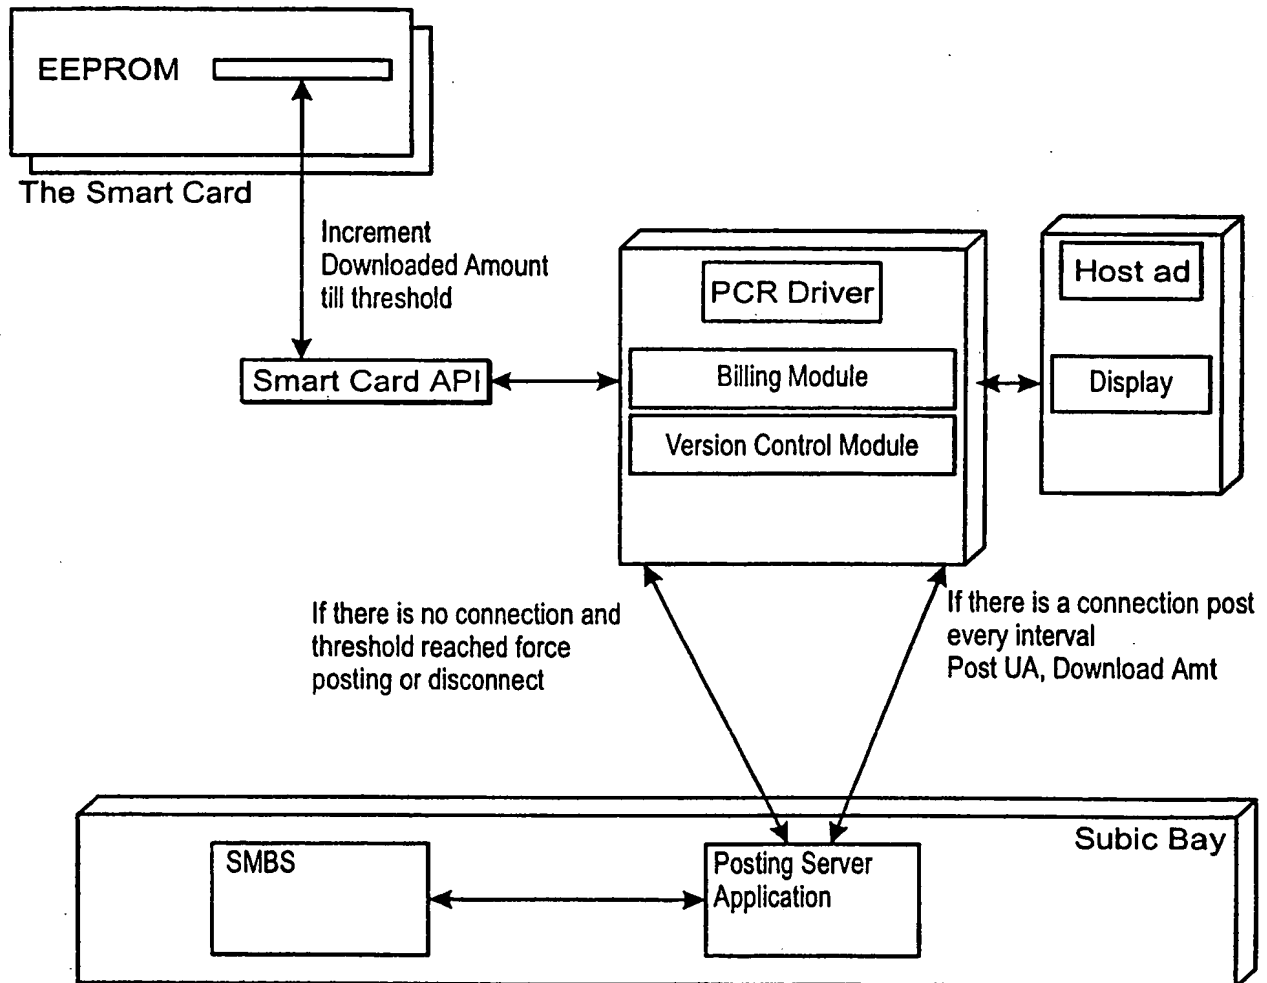 EEPROM
The Smart Card
Increment
Downloaded Amount
till threshold
Smart Card API
PCR Driver
Billing Module
Version Control Module
Host ad
Display
If there is no connection and
threshold reached force
posting or disconnect
If there is a connection post
every interval
Post UA, Download Amt
Subic Bay
SMBS
Posting Server
Application